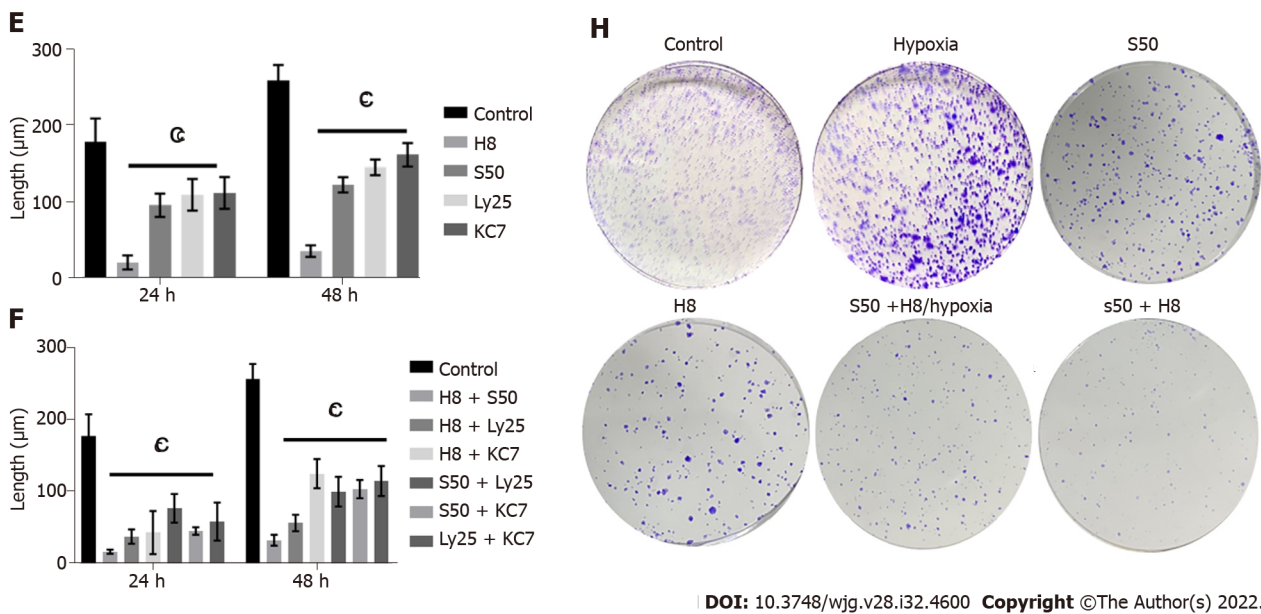 E
300
200
100
0
Length (µm)
24 h
48 h
Control
H8
S50
Ly25
KC7
F
300
200
100
0
Length (µm)
24 h
48 h
Control
H8 + S50
H8 + Ly25
H8 + KC7
S50 + Ly25
S50 + KC7
Ly25 + KC7
H
Control
Hypoxia
S50
H8
S50 +H8/hypoxia
s50 + H8
DOI: 10.3748/wjg.v28.i32.4600 Copyright ©The Author(s) 2022.